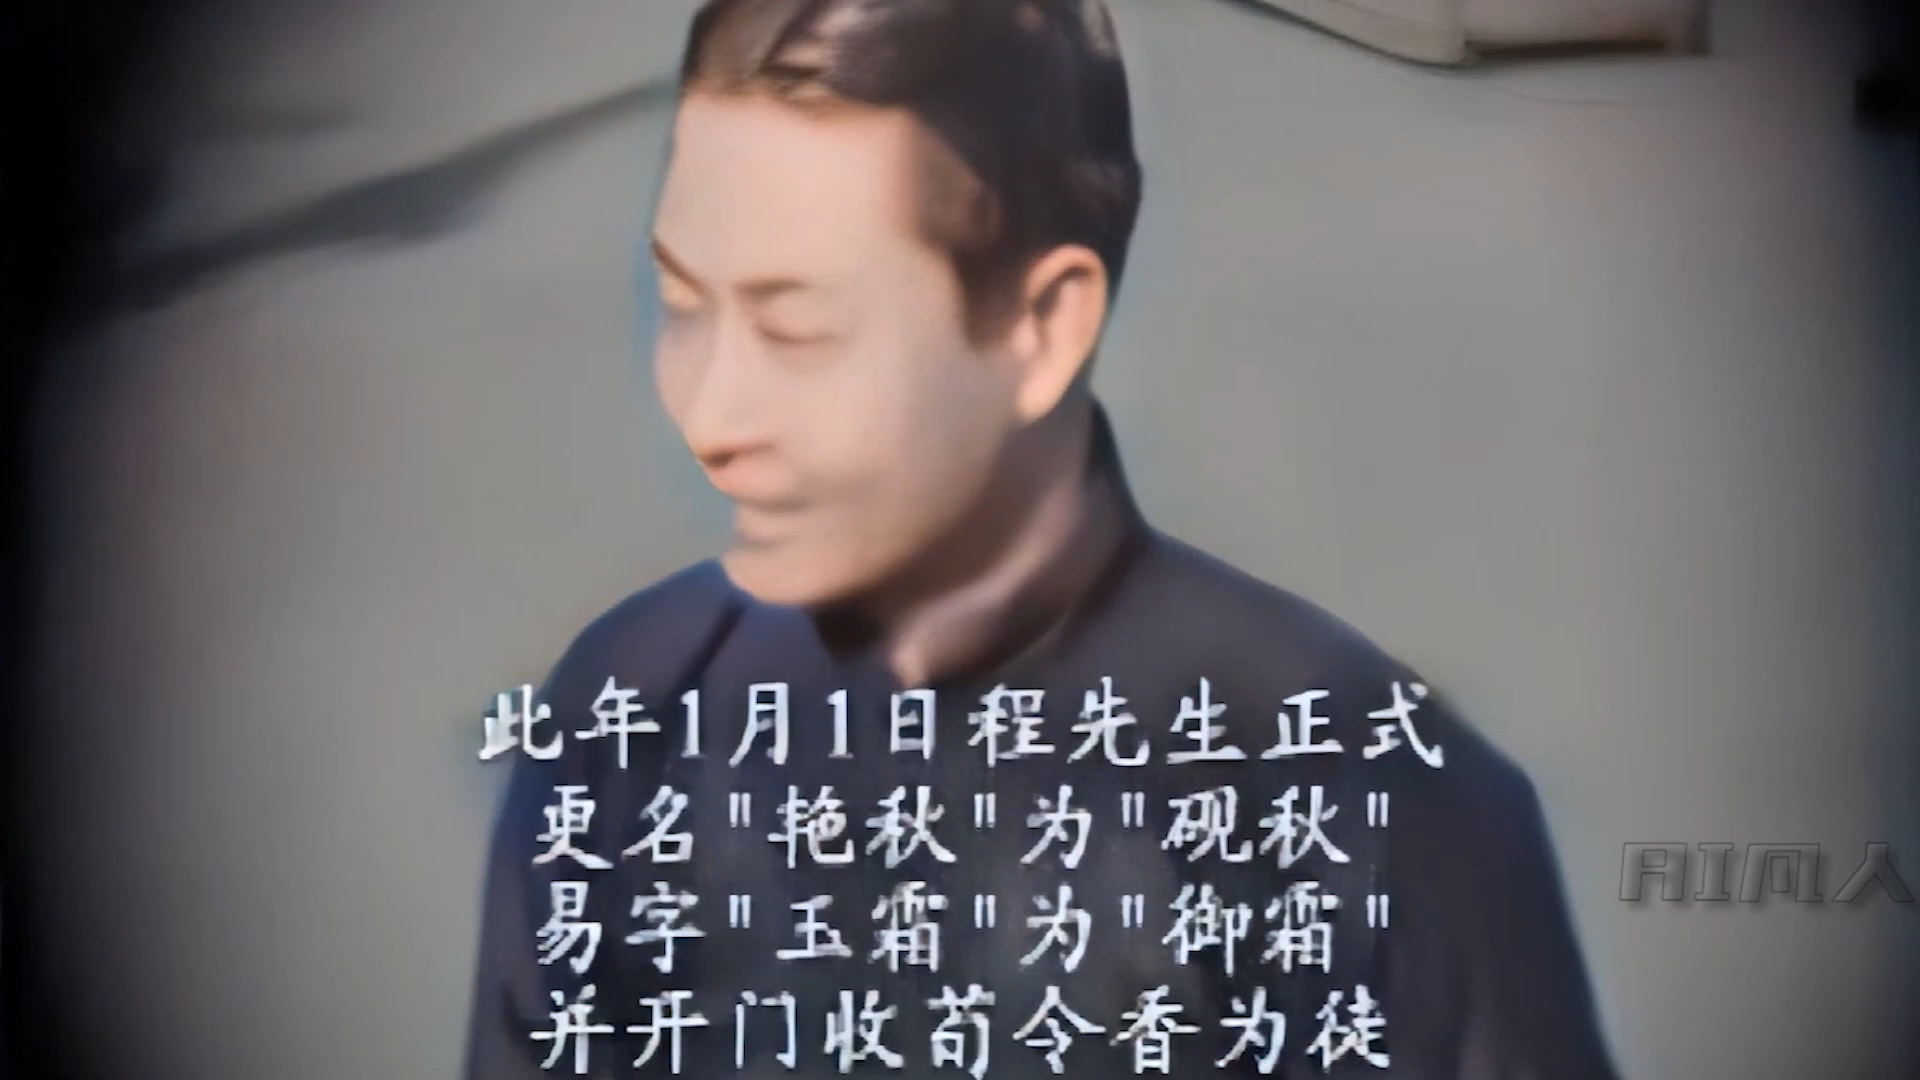 此年1月1日程先生正式
更名"艳秋"为"砚秋"
易字"玉霜"为"御霜"
并开门收荀令香为徒
AI凡人